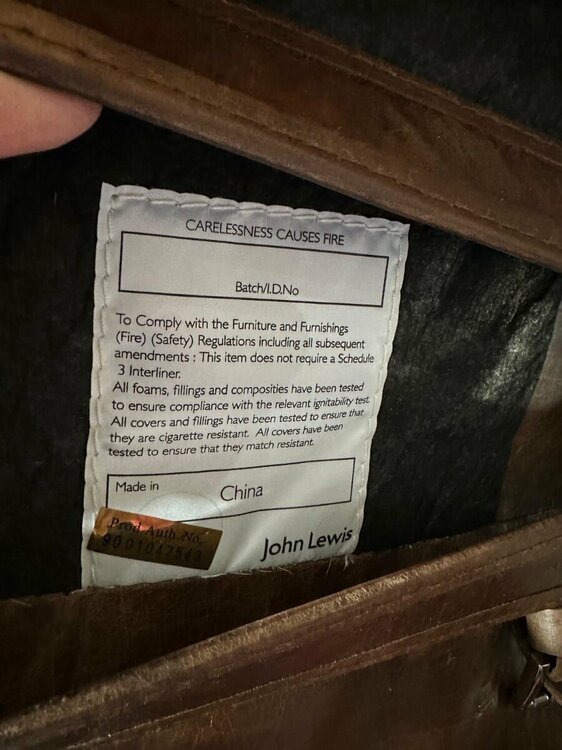 CARELESSNESS CAUSES FIRE
Batch/I.D.No
To Comply with the Furniture and Furnishings
(Fire) (Safety) Regulations including all subsequent
amendments : This item does not require a Schedule
3 Interliner.
All foams, fillings and composities have been tested
to ensure compliance with the relevant ignitability test.
All covers and fillings have been tested to ensure that
they are cigarette resistant. All covers have been
tested to ensure that they match resistant.
Made in China
Prod Auth No.
John Lewis